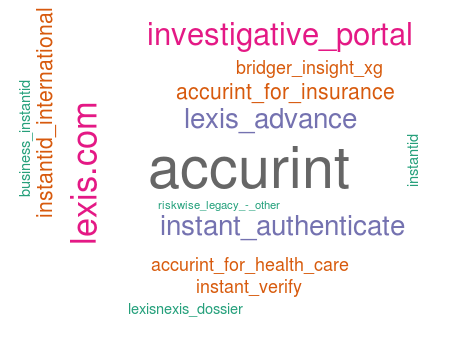 investigative_portal
bridger_insight_xg
accurint_for_insurance
lexis_advance
accurint
riskwise_legacy_-_other
instant_authenticate
accurint_for_health_care
instant_verify
lexisnexis_dossier
business_instantid
instantid_international
lexis.com
instantid